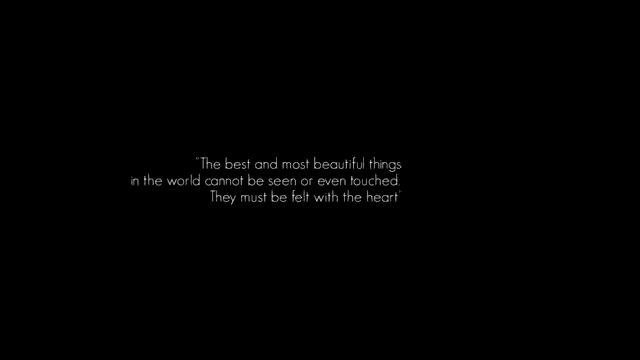 "The best and most beautiful things
in the world cannot be seen or even touched.
They must be felt with the heart"